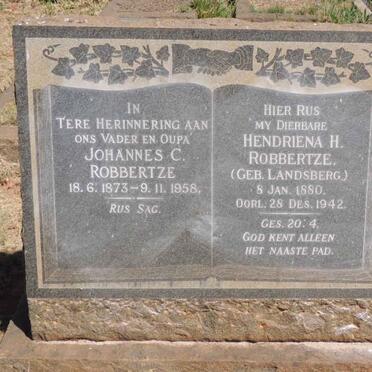 IN
TERE HERINNERING AAN
ONS VADER EN OUPA
JOHANNES C.
ROBBERTZE
18.6.1873-9.11.1958.
RUS SAG.
HIER RUS
MY DIERBARE
HENDRIENA H.
ROBBERTZE.
(GEB. LANDSBERG.)
8 JAN. 1880.
OORL. 28 DES. 1942.
GES. 20:4.
GOD KENT ALLEEN
HET NAASTE PAD.